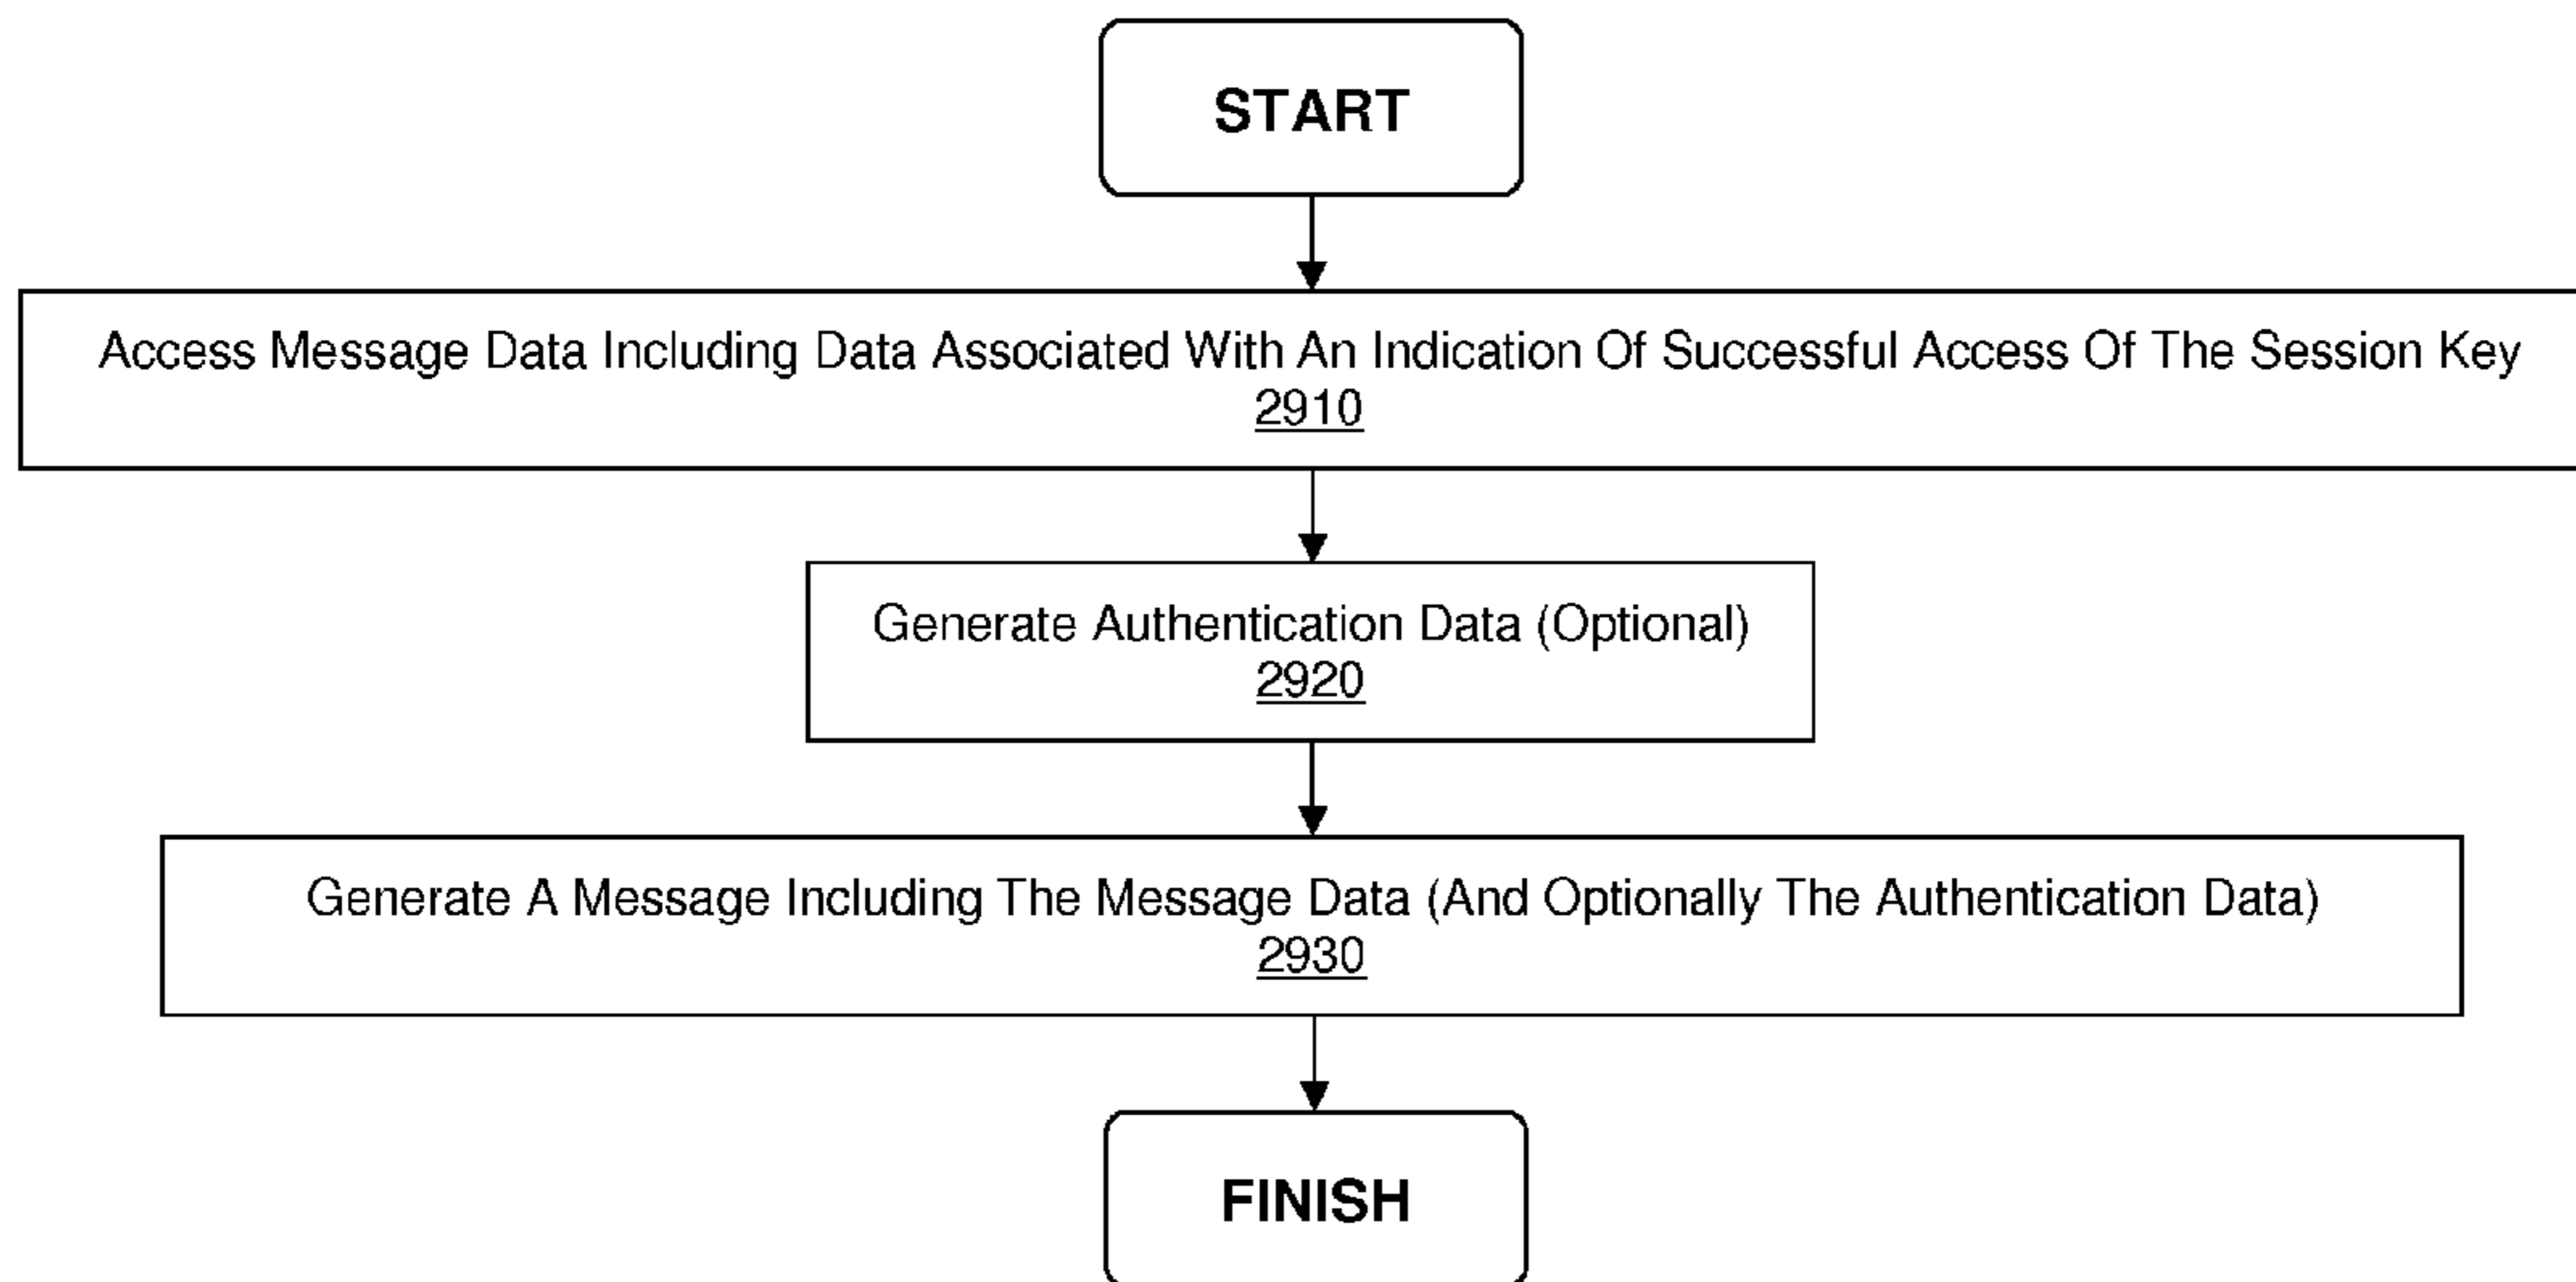 START
Access Message Data Including Data Associated With An Indication Of Successful Access Of The Session Key
2910
Generate Authentication Data (Optional)
2920
Generate A Message Including The Message Data (And Optionally The Authentication Data)
2930
FINISH